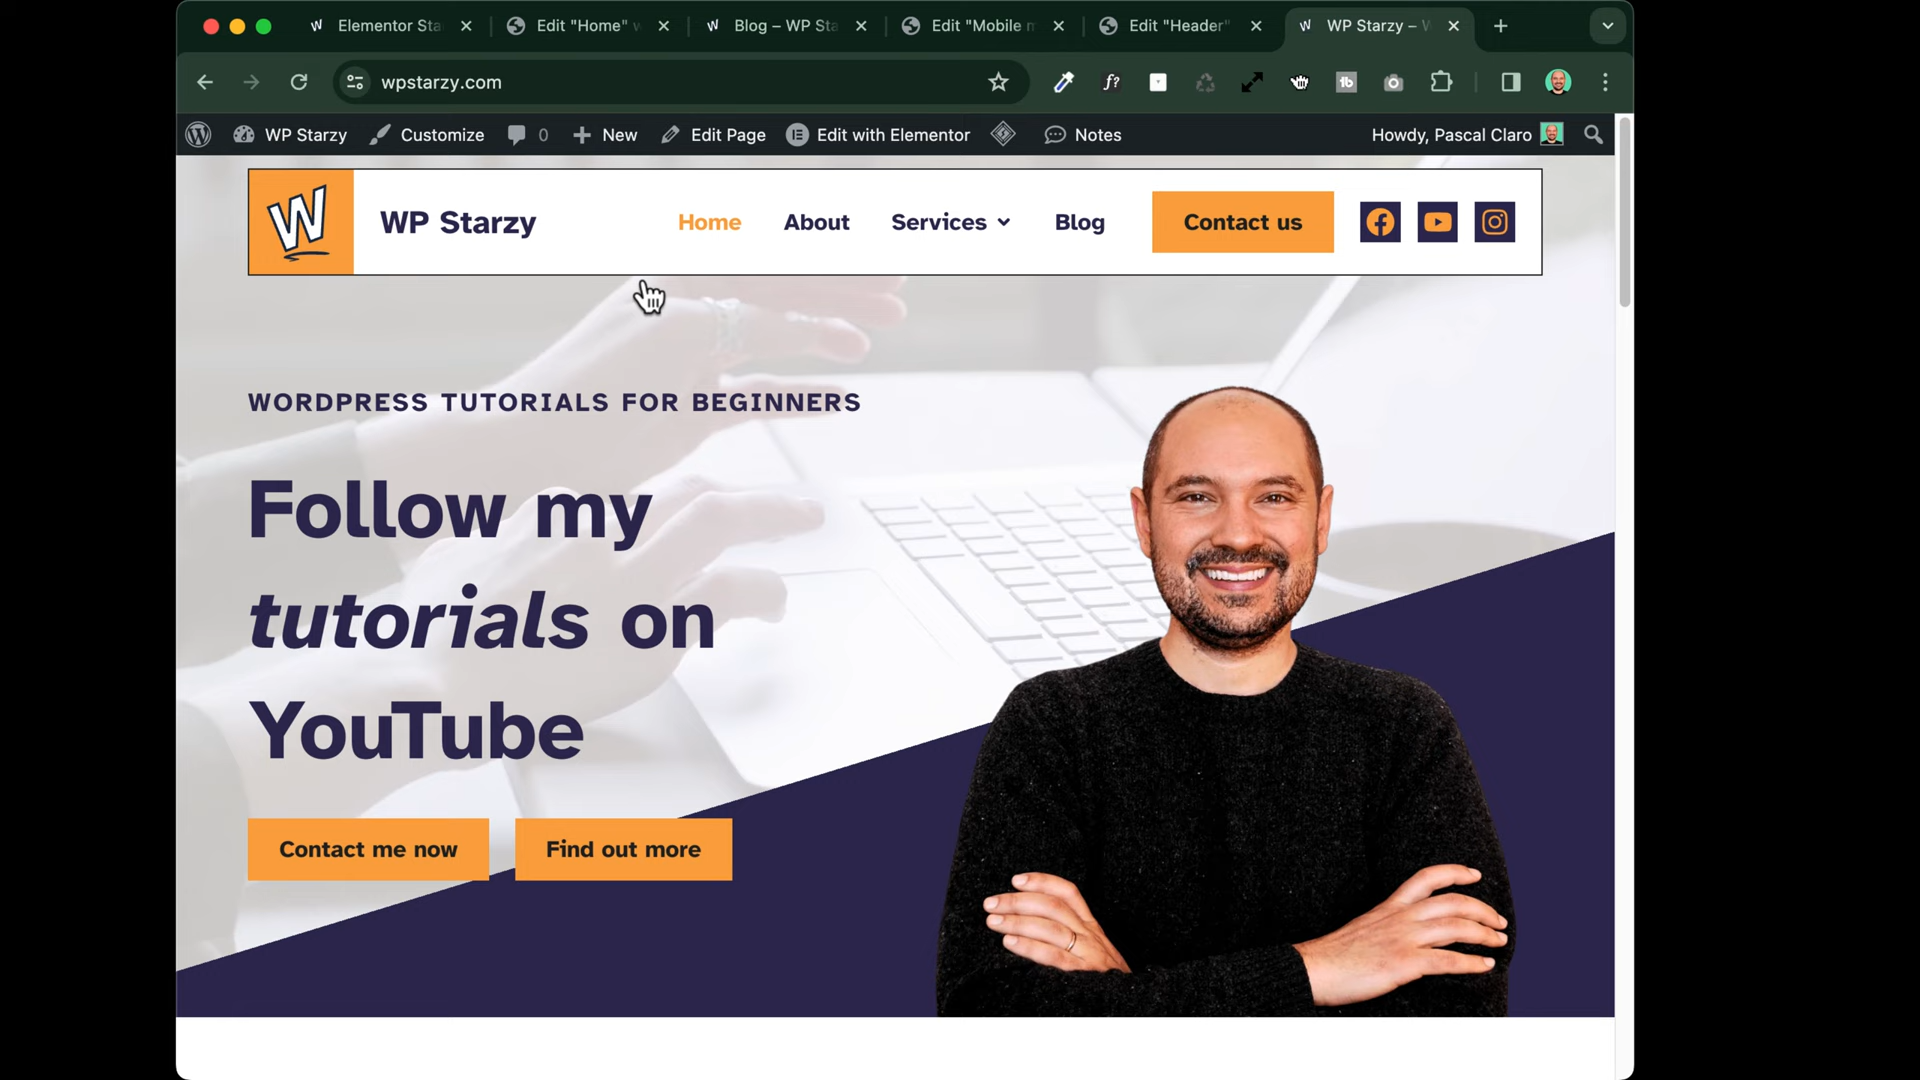 Elementor Sta
Edit "Home" w
Blog – WP Sta
Edit "Mobile m
Edit "Header"
WP Starzy – W
wpstarzy.com
f?
tb
WP Starzy
Customize
0
New
Edit Page
Edit with Elementor
Notes
Howdy, Pascal Claro
W
WP Starzy
Home
About
Services
Blog
Contact us
WORDPRESS TUTORIALS FOR BEGINNERS
Follow my
tutorials on
YouTube
Contact me now
Find out more